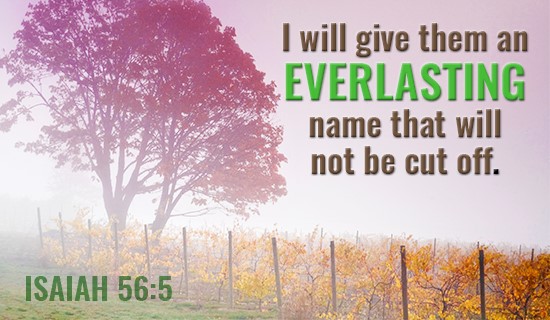 I will give them an
EVERLASTING
name that will
not be cut off.
ISAIAH 56:5